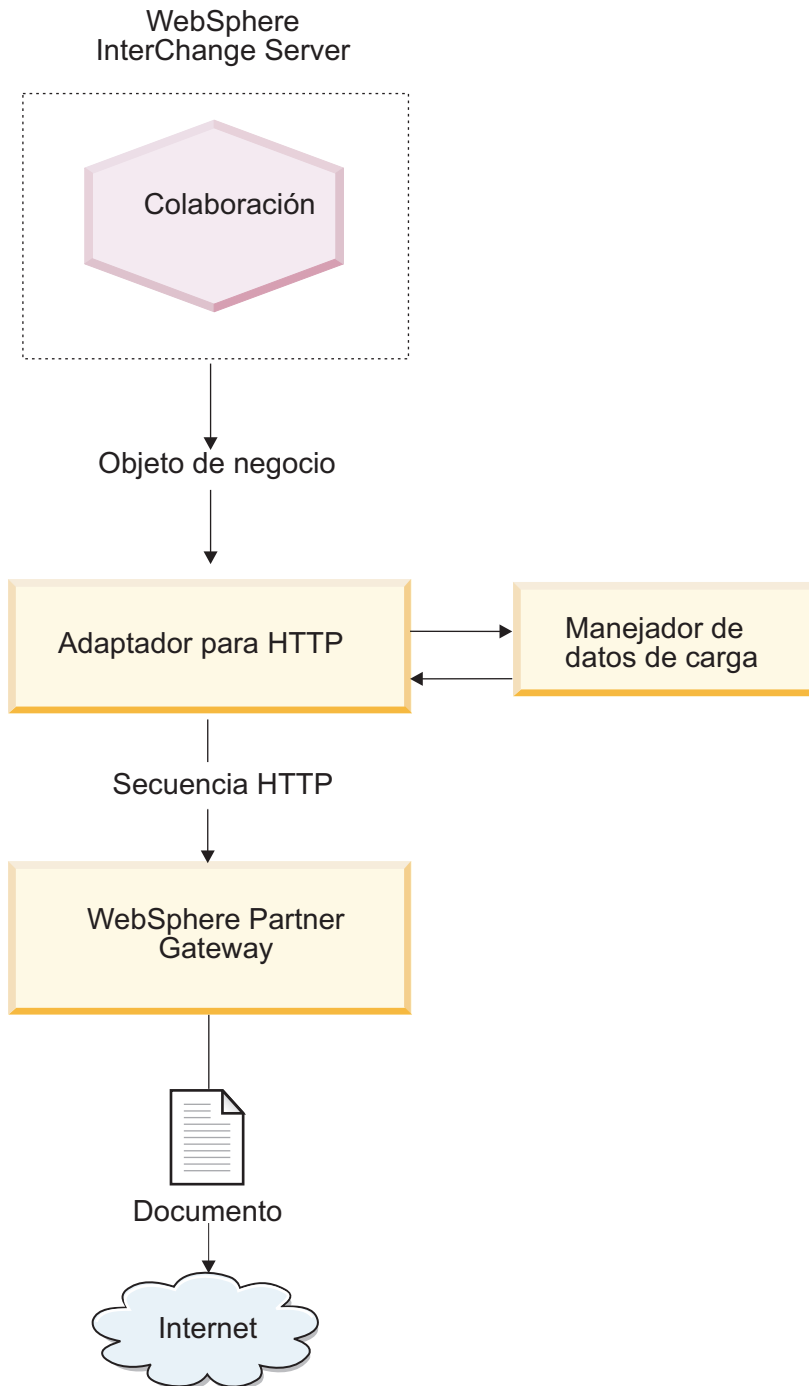 WebSphere
InterChange Server
Colaboración
Objeto de negocio
Adaptador para HTTP
Manejador de
datos de carga
Secuencia HTTP
WebSphere Partner
Gateway
Documento
Internet